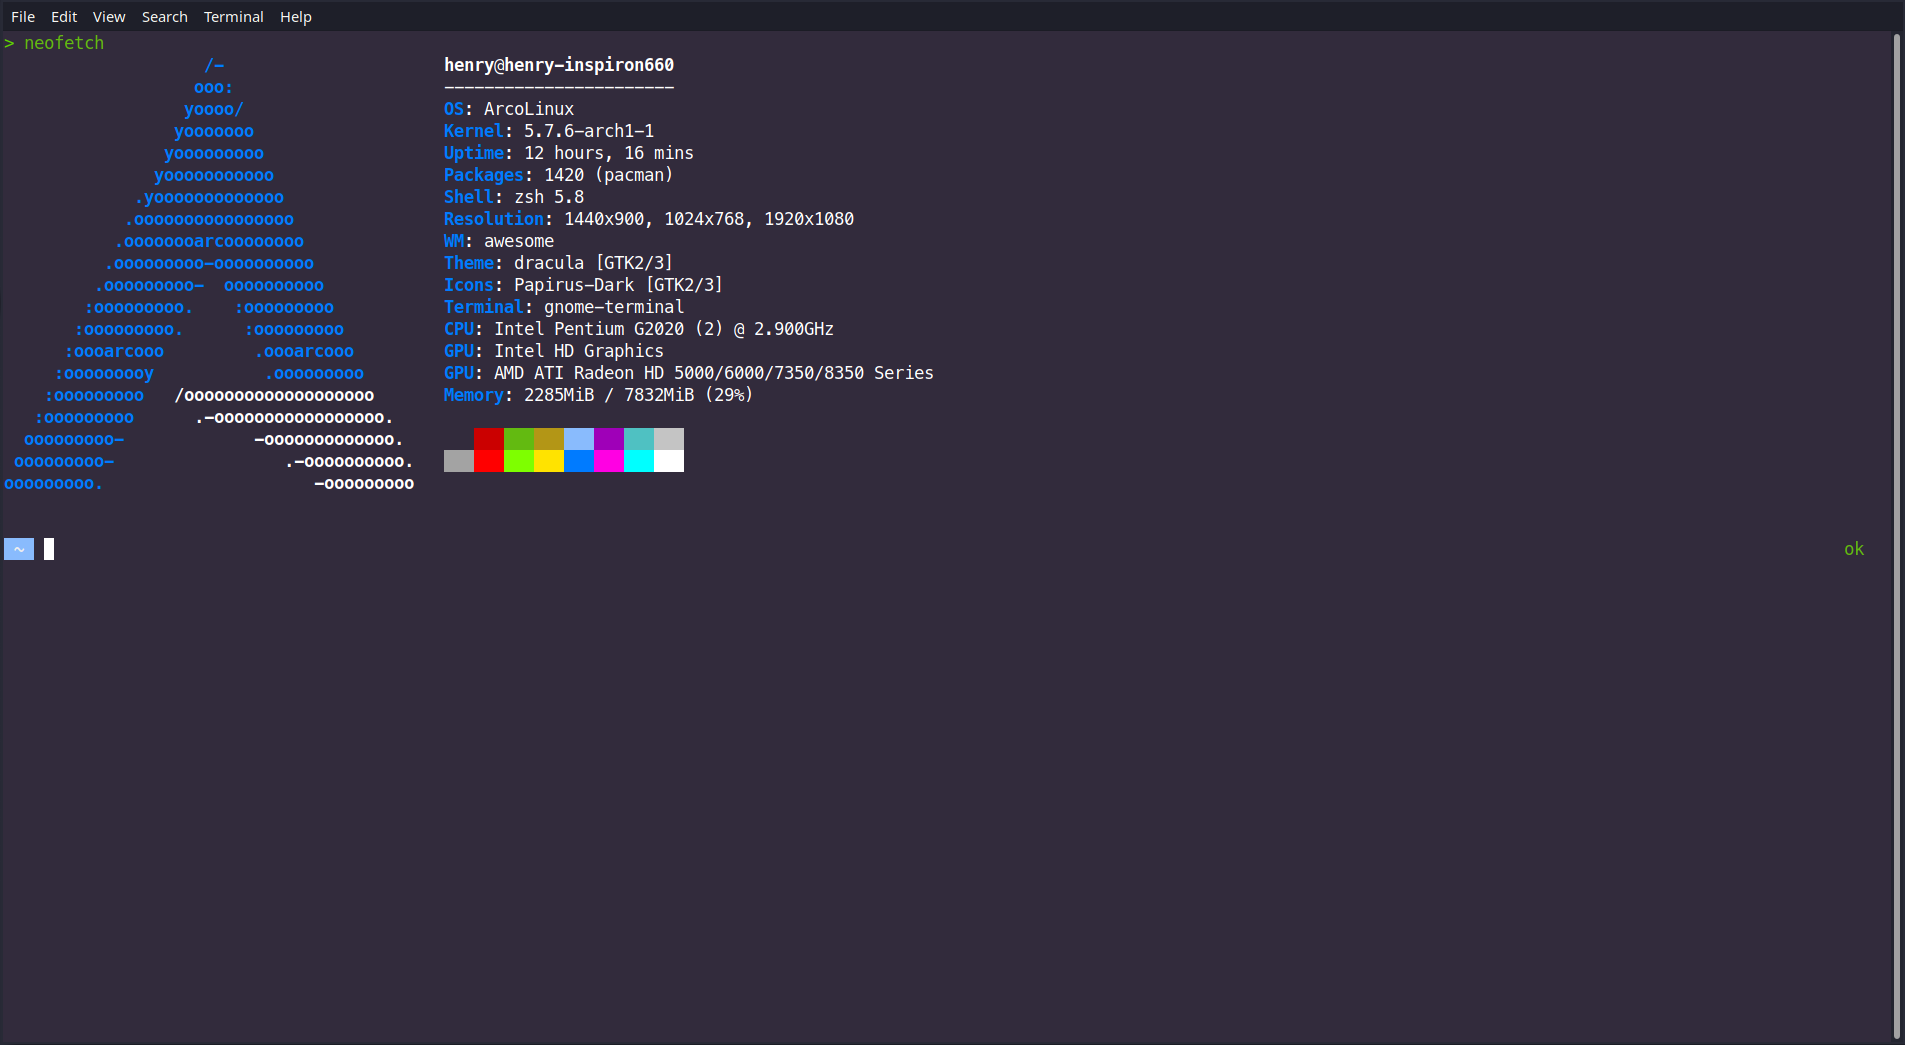 File Edit View Search Terminal Help
> neofetch
/-
ooo:
yoooo/
yooooooo
yooooooooo
yooooooooooo
.yooooooooooooo
.oooooooooooooooo
.oooooooarcoooooooo
.ooooooooo-oooooooooo
.ooooooooo-  oooooooooo
:ooooooooo.    :ooooooooo
:ooooooooo.      :ooooooooo
:oooarcooo         .oooarcooo
:ooooooooy           .ooooooooo
:ooooooooo   /ooooooooooooooooooo
:ooooooooo      .-ooooooooooooooooo.
ooooooooo-             -ooooooooooooo.
ooooooooo-                 .-oooooooooo.
ooooooooo.                     -ooooooooo
henry@henry-inspiron660
-----------------------
OS: ArcoLinux
Kernel: 5.7.6-arch1-1
Uptime: 12 hours, 16 mins
Packages: 1420 (pacman)
Shell: zsh 5.8
Resolution: 1440x900, 1024x768, 1920x1080
WM: awesome
Theme: dracula [GTK2/3]
Icons: Papirus-Dark [GTK2/3]
Terminal: gnome-terminal
CPU: Intel Pentium G2020 (2) @ 2.900GHz
GPU: Intel HD Graphics
GPU: AMD ATI Radeon HD 5000/6000/7350/8350 Series
Memory: 2285MiB / 7832MiB (29%)
~ ok